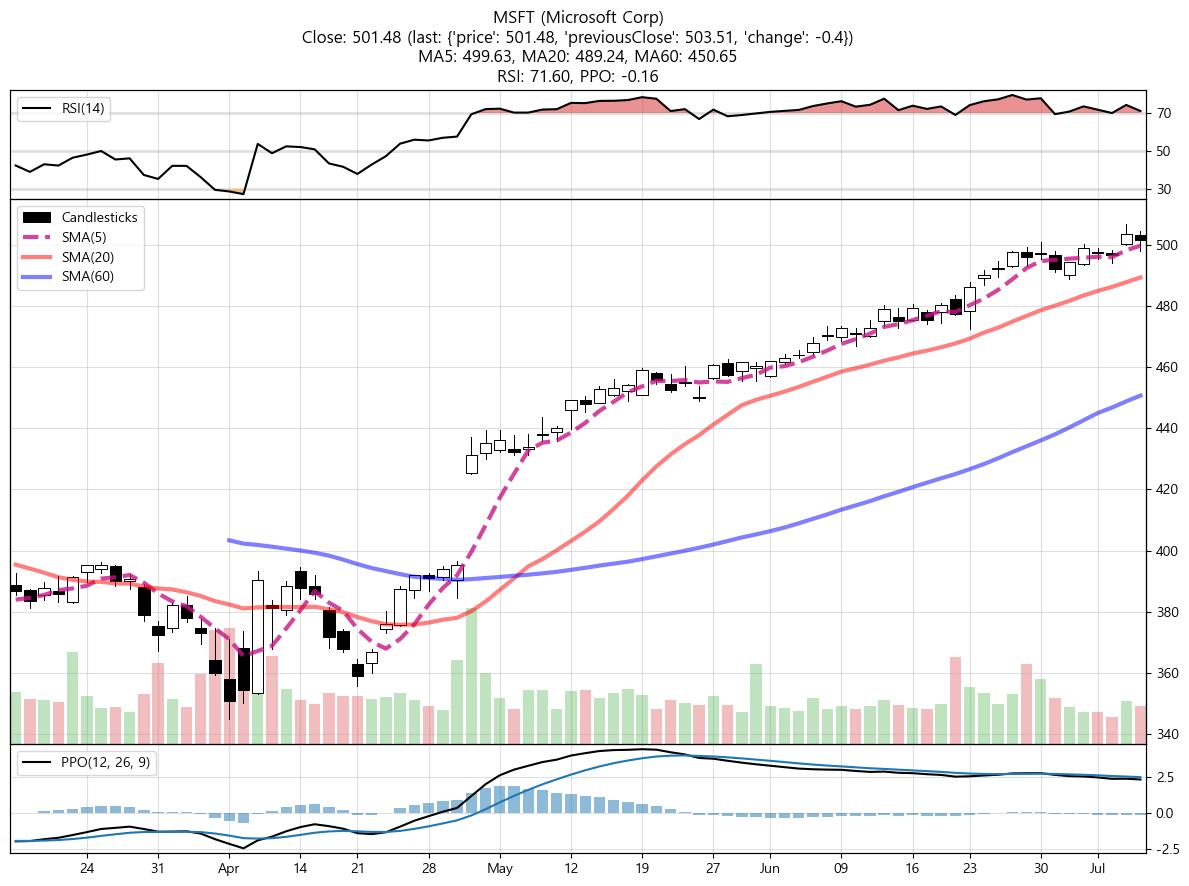 MSFT (Microsoft Corp)
Close: 501.48 (last: {'price': 501.48, 'previousClose': 503.51, 'change': -0.4})
MA5: 499.63, MA20: 489.24, MA60: 450.65
RSI: 71.60, PPO: -0.16
RSI(14)
70
50
30
Candlesticks
SMA(5)
SMA(20)
SMA(60)
500
480
460
440
420
400
380
360
340
PPO(12, 26, 9)
2.5
0.0
−2.5
24 31 Apr 14 21 28 May 12 19 27 Jun 09 16 23 30 Jul